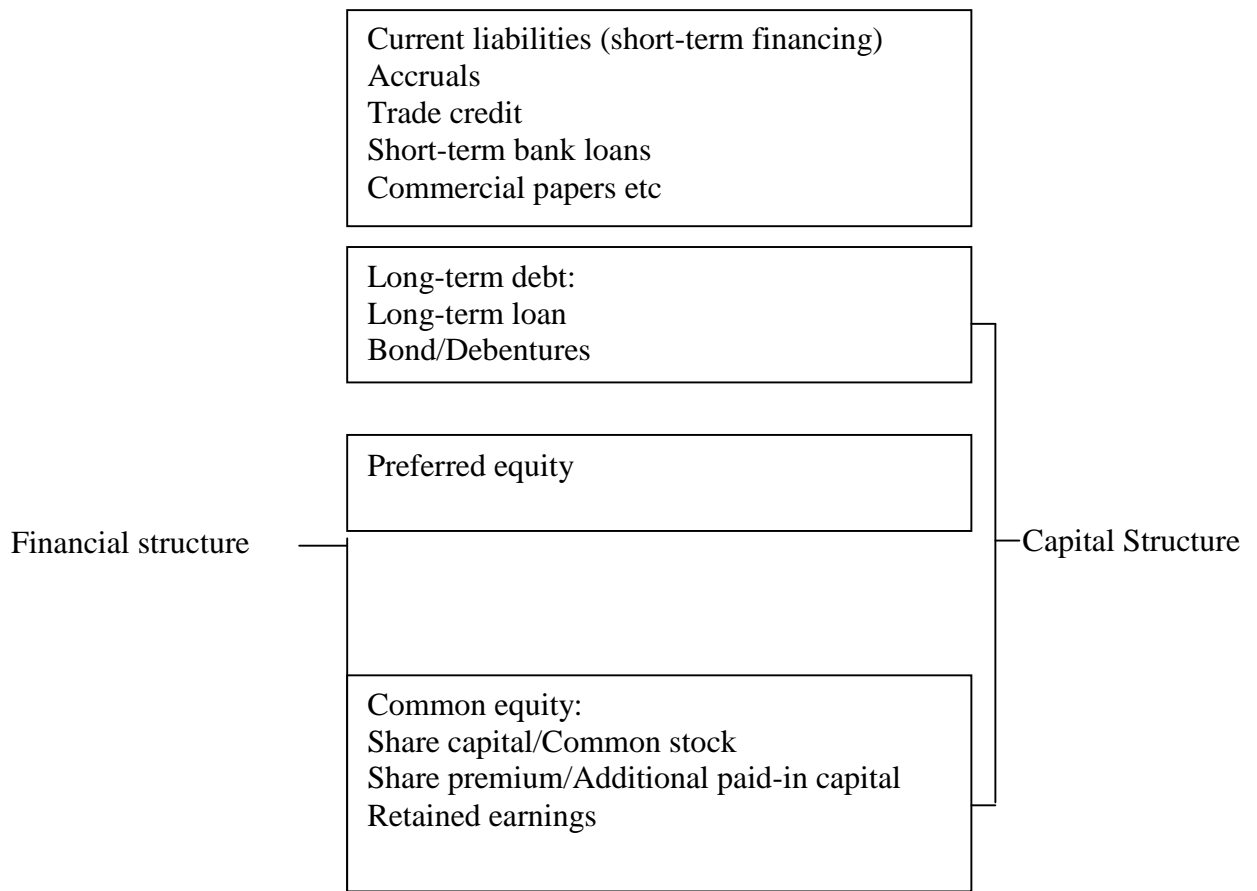 Current liabilities (short-term financing)
Accruals
Trade credit
Short-term bank loans
Commercial papers etc
Long-term debt:
Long-term loan
Bond/Debentures
Preferred equity
Financial structure
Capital Structure
Common equity:
Share capital/Common stock
Share premium/Additional paid-in capital
Retained earnings